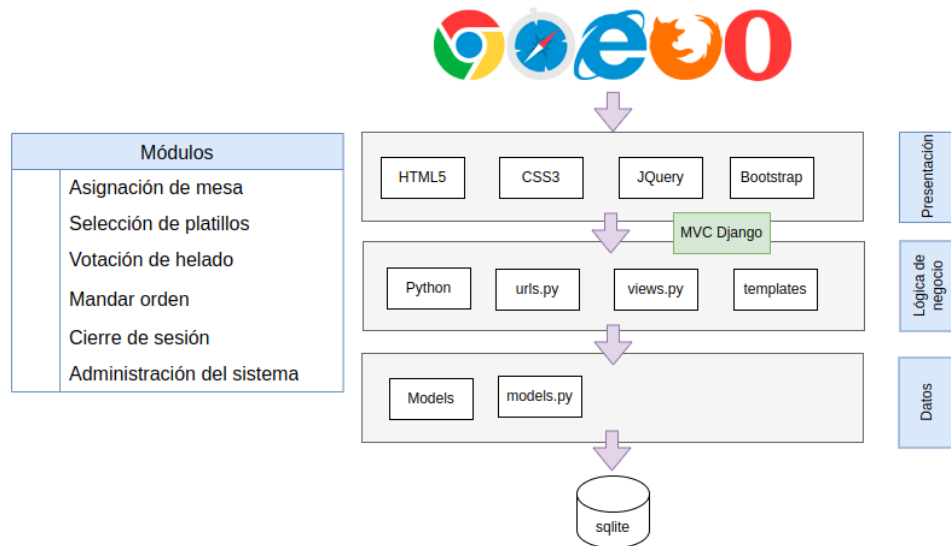 Módulos
Asignación de mesa
Selección de platillos
Votación de helado
Mandar orden
Cierre de sesión
Administración del sistema
HTML5
CSS3
JQuery
Bootstrap
Presentación
MVC Django
Python
urls.py
views.py
templates
Lógica de
negocio
Models
models.py
Datos
sqlite